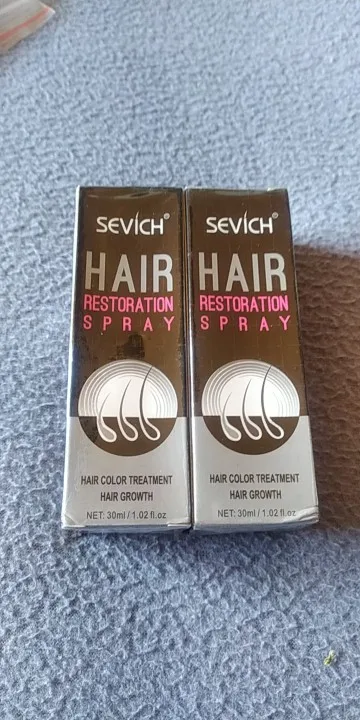 SEVICH®
HAIR
RESTORATION
SPRAY
HAIR COLOR TREATMENT
HAIR GROWTH
NET: 30ml / 1.02 fl.oz
SEVICH®
HAIR
RESTORATION
SPRAY
HAIR COLOR TREATMENT
HAIR GROWTH
NET: 30ml / 1.02 fl.oz